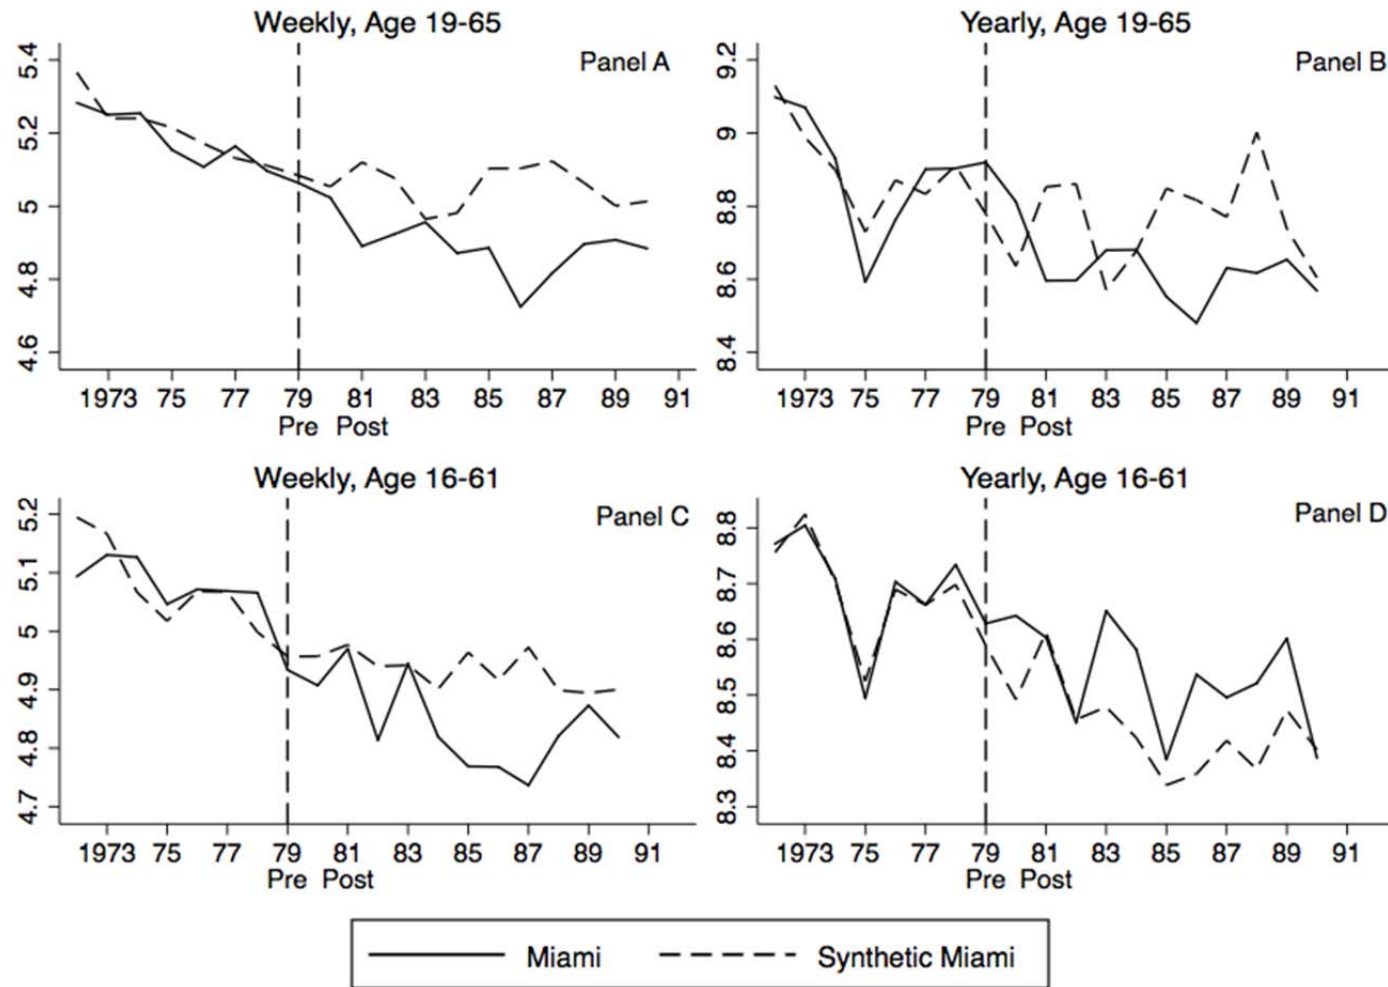 Weekly, Age 19-65
Panel A
5.4
5.2
5
4.8
4.6
1973 75 77 79 81 83 85 87 89 91
Pre Post
Yearly, Age 19-65
Panel B
9.2
9
8.8
8.6
8.4
1973 75 77 79 81 83 85 87 89 91
Pre Post
Weekly, Age 16-61
Panel C
5.2
5.1
5
4.9
4.8
4.7
1973 75 77 79 81 83 85 87 89 91
Pre Post
Yearly, Age 16-61
Panel D
8.8
8.7
8.6
8.5
8.4
8.3
1973 75 77 79 81 83 85 87 89 91
Pre Post
Miami Synthetic Miami